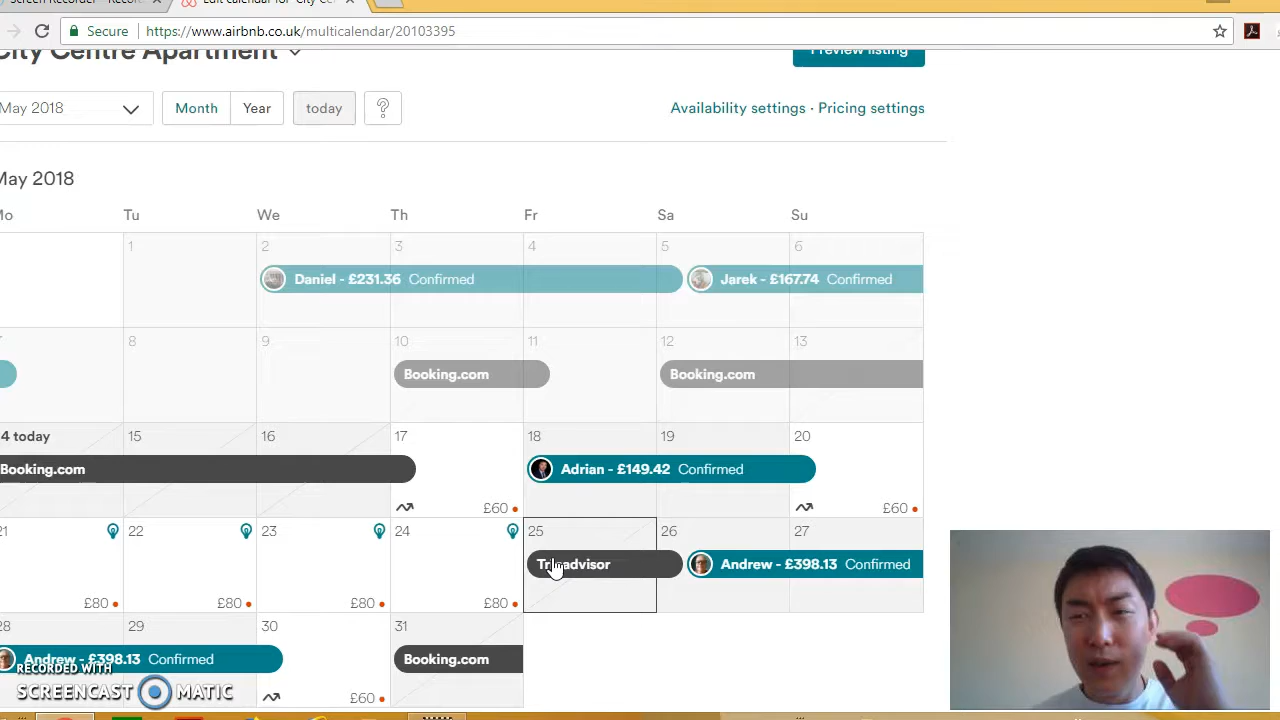 Secure
https://www.airbnb.co.uk/multicalendar/20103395
City Centre Apartment
Preview listing
May 2018
Month
Year
today
?
Availability settings · Pricing settings
May 2018
Mo Tu We Th Fr Sa Su
1 2 3 4 5 6
Daniel - £231.36 Confirmed
Jarek - £167.74 Confirmed
7 8 9 10 11 12 13
Booking.com
Booking.com
4 today 15 16 17 18 19 20
Booking.com
Adrian - £149.42 Confirmed
£60
£60
21 22 23 24 25 26 27
Andrew - £398.13 Confirmed
£80 £80 £80 £80
28 29 30 31
Andrew - £398.13 Confirmed
Booking.com
£60
RECORDED WITH
SCREENCAST MATIC